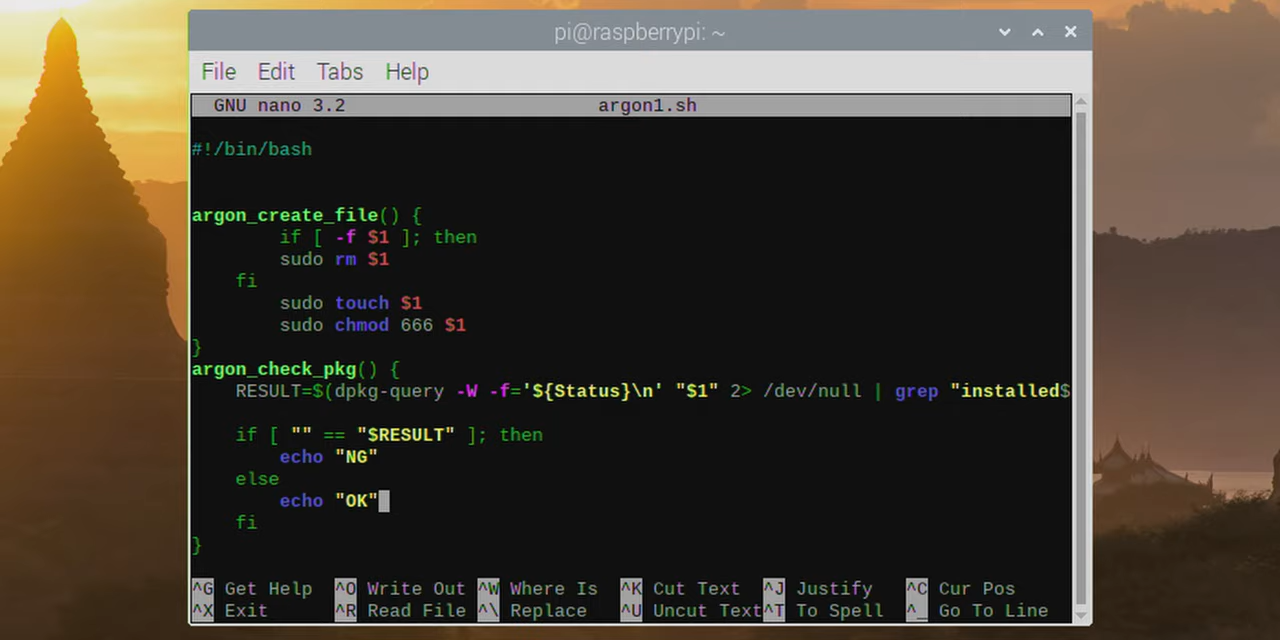 pi@raspberrypi: ~
File Edit Tabs Help
GNU nano 3.2 argon1.sh
#!/bin/bash
argon_create_file() {
if [ -f $1 ]; then
sudo rm $1
fi
sudo touch $1
sudo chmod 666 $1
}
argon_check_pkg() {
RESULT=$(dpkg-query -W -f='${Status}\n' "$1" 2> /dev/null | grep "installed$
if [ "" == "$RESULT" ]; then
echo "NG"
else
echo "OK"
fi
}
^G Get Help ^O Write Out ^W Where Is ^K Cut Text ^J Justify ^C Cur Pos
^X Exit ^R Read File ^\ Replace ^U Uncut Text ^T To Spell ^_ Go To Line